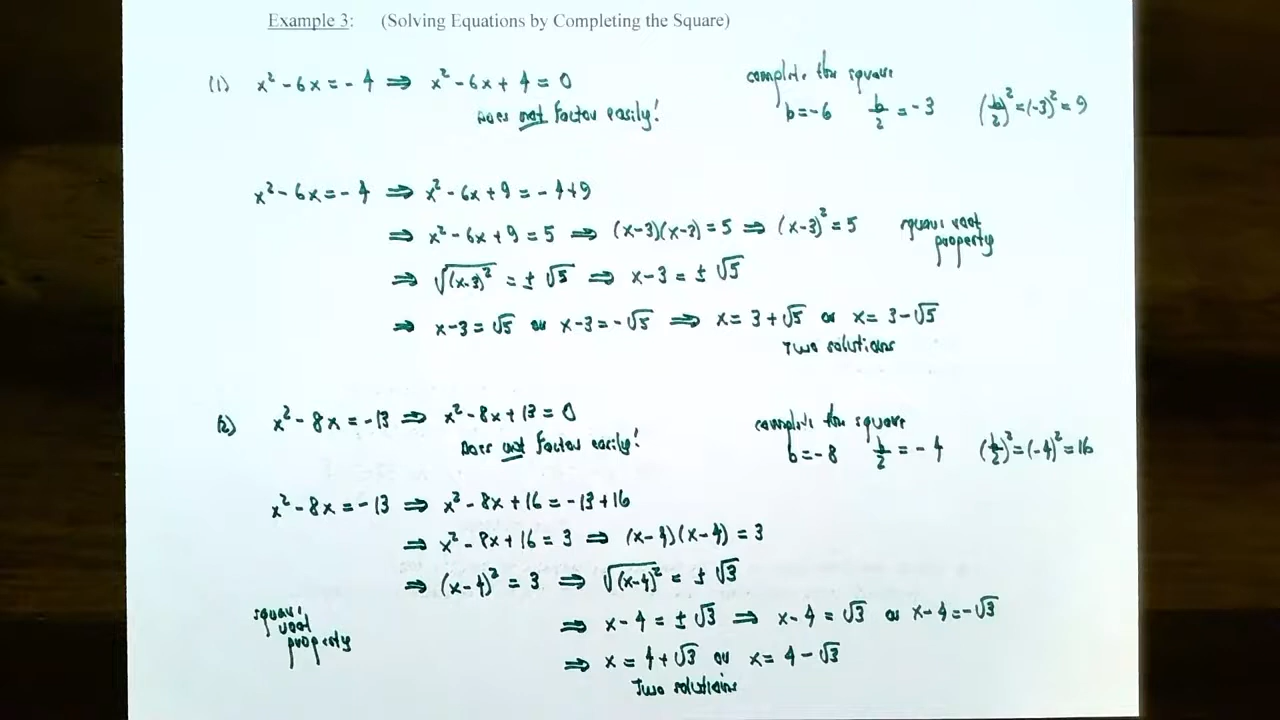 Example 3: (Solving Equations by Completing the Square)
(1) x² - 6x = -4 ⇒ x² - 6x + 4 = 0
Does not factor easily!
complete the square
b = -6 b/2 = -3 (b/2)² = (-3)² = 9
x² - 6x = -4 ⇒ x² - 6x + 9 = -4 + 9
⇒ x² - 6x + 9 = 5 ⇒ (x-3)(x-3) = 5 ⇒ (x-3)² = 5
square root
property
⇒ √(x-3)² = ± √5 ⇒ x - 3 = ± √5
⇒ x - 3 = √5 or x - 3 = -√5 ⇒ x = 3 + √5 or x = 3 - √5
Two solutions
(2) x² - 8x = -13 ⇒ x² - 8x + 13 = 0
Does not factor easily!
complete the square
b = -8 b/2 = -4 (b/2)² = (-4)² = 16
x² - 8x = -13 ⇒ x² - 8x + 16 = -13 + 16
⇒ x² - 8x + 16 = 3 ⇒ (x-4)(x-4) = 3
⇒ (x-4)² = 3 ⇒ √(x-4)² = ± √3
square
root
property
⇒ x - 4 = ± √3 ⇒ x - 4 = √3 or x - 4 = -√3
⇒ x = 4 + √3 or x = 4 - √3
Two solutions